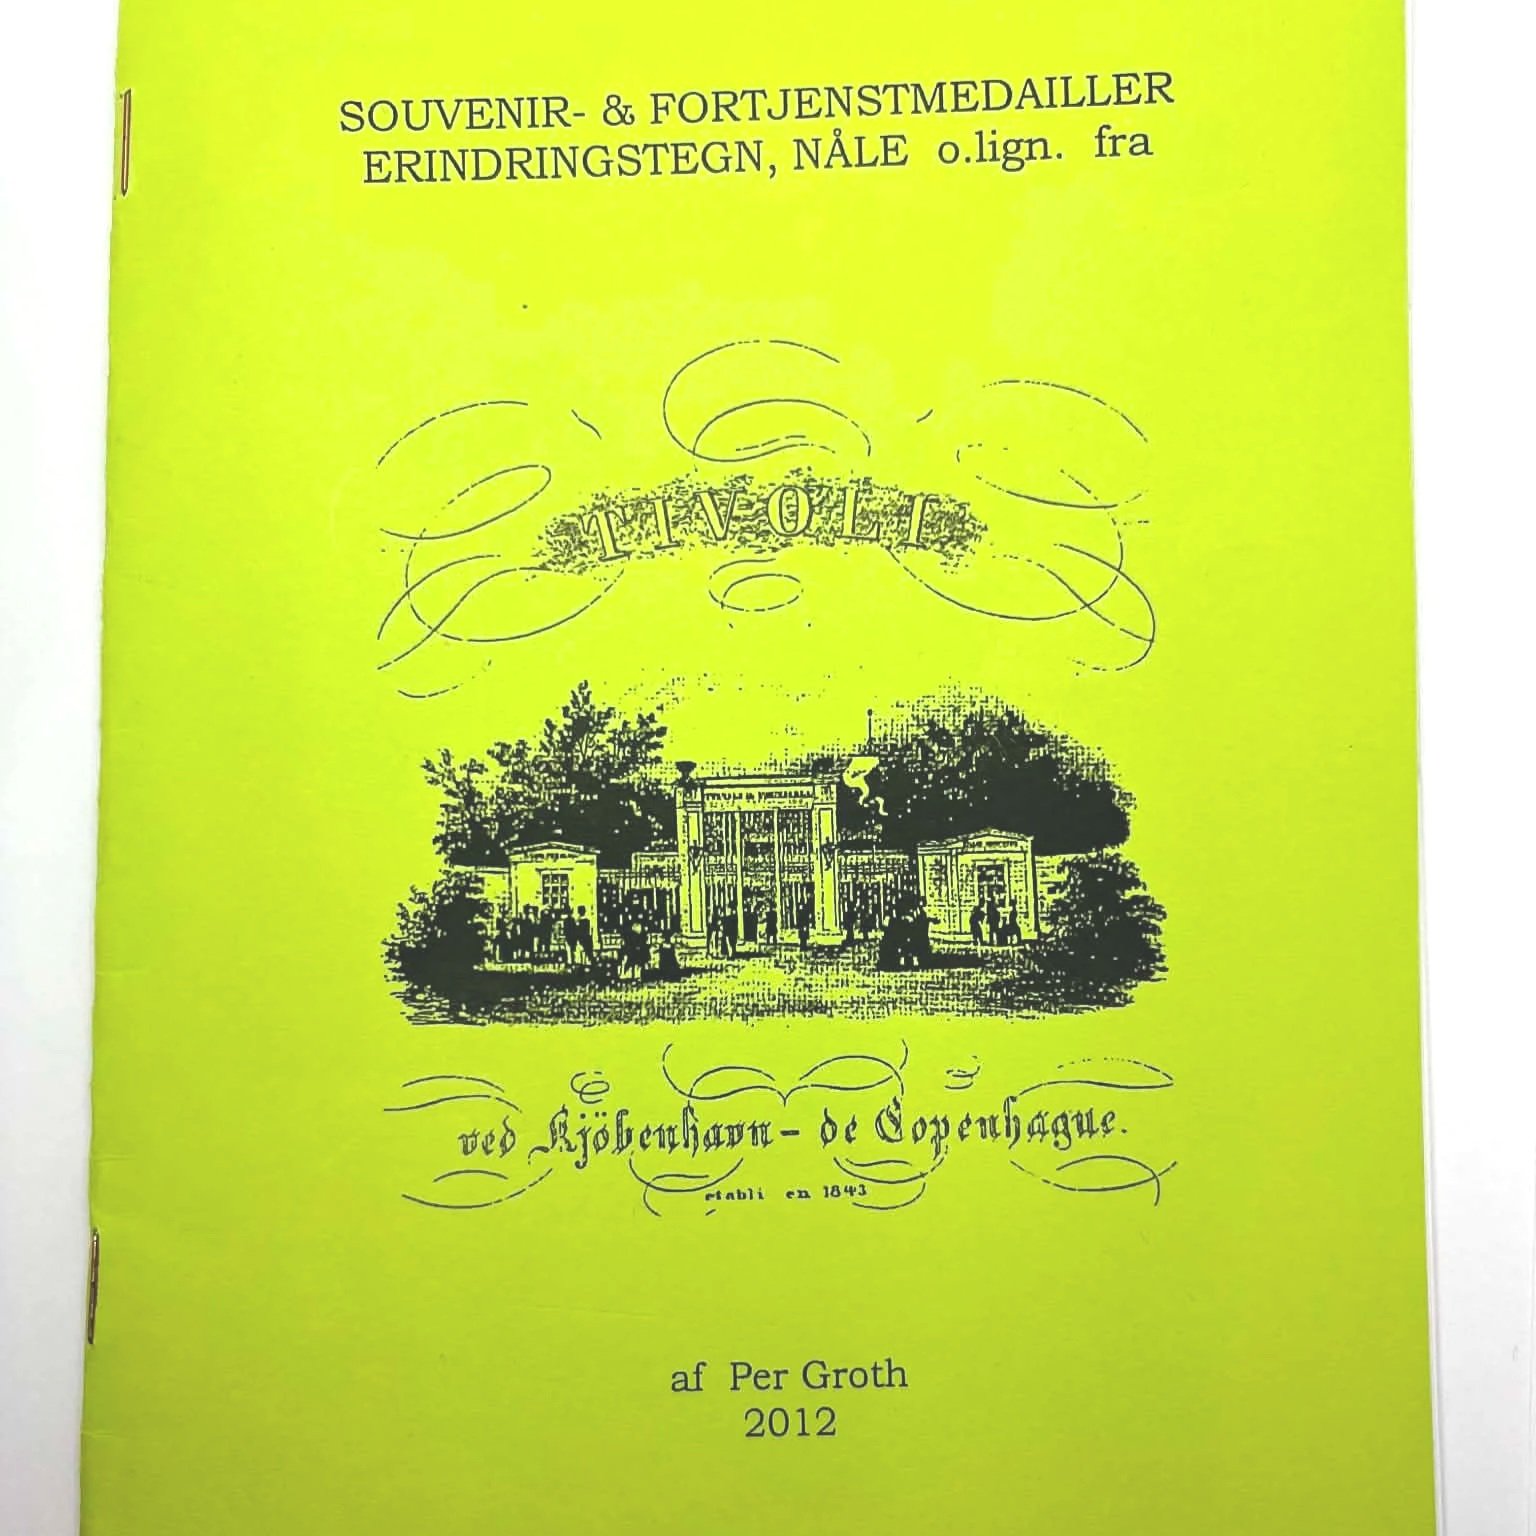 SOUVENIR- & FORTJENSTMEDAILLER
ERINDRINGSTEGN, NÅLE o.lign. fra
TIVOLI
ved Kjöbenhavn - de Copenhague.
etabli en 1843
af Per Groth
2012